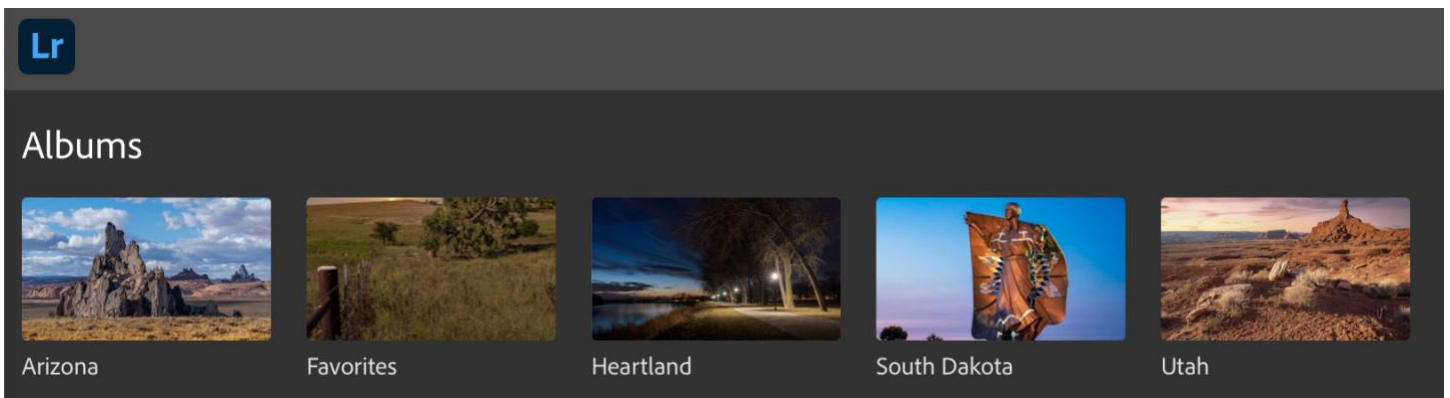 Lr
Albums
Arizona
Favorites
Heartland
South Dakota
Utah